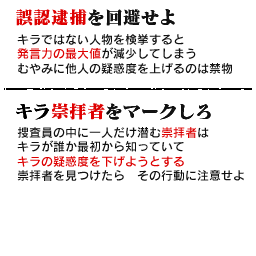 誤認逮捕を回避せよ
キラではない人物を検挙すると
発言力の最大値が減少してしまう
むやみに他人の疑惑度を上げるのは禁物
キラ崇拝者をマークしろ
捜査員の中に一人だけ潜む崇拝者は
キラが誰か最初から知っていて
キラの疑惑度を下げようとする
崇拝者を見つけたら　その行動に注意せよ